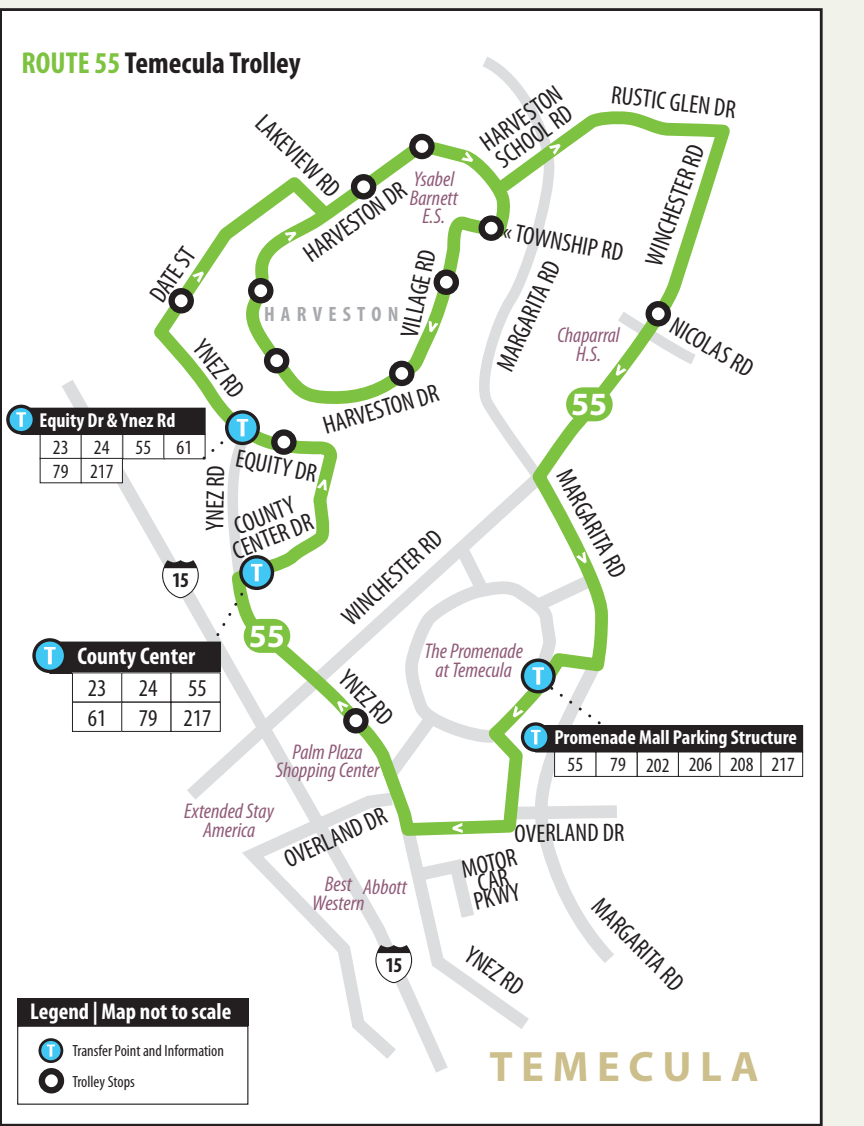 ROUTE 55 Temecula Trolley
RUSTIC GLEN DR
HARVESTON
SCHOOL RD
LAKEVIEW RD
HARVESTON DR
Ysabel
Barnett
E.S.
WINCHESTER RD
« TOWNSHIP RD
DATE ST
VILLAGE RD
MARGARITA RD
HARVESTON
Chaparral
H.S.
NICOLAS RD
YNEZ RD
55
HARVESTON DR
T Equity Dr & Ynez Rd
23 24 55 61
79 217
T
EQUITY DR
YNEZ RD
COUNTY
CENTER DR
MARGARITA RD
WINCHESTER RD
15
T
55
T County Center
23 24 55
61 79 217
The Promenade
at Temecula
T
YNEZ RD
T Promenade Mall Parking Structure
55 79 202 206 208 217
Palm Plaza
Shopping Center
Extended Stay
America
OVERLAND DR
OVERLAND DR
MOTOR
CAR
PKWY
Best
Western
Abbott
MARGARITA RD
15
YNEZ RD
Legend | Map not to scale
T Transfer Point and Information
Trolley Stops
TEMECULA